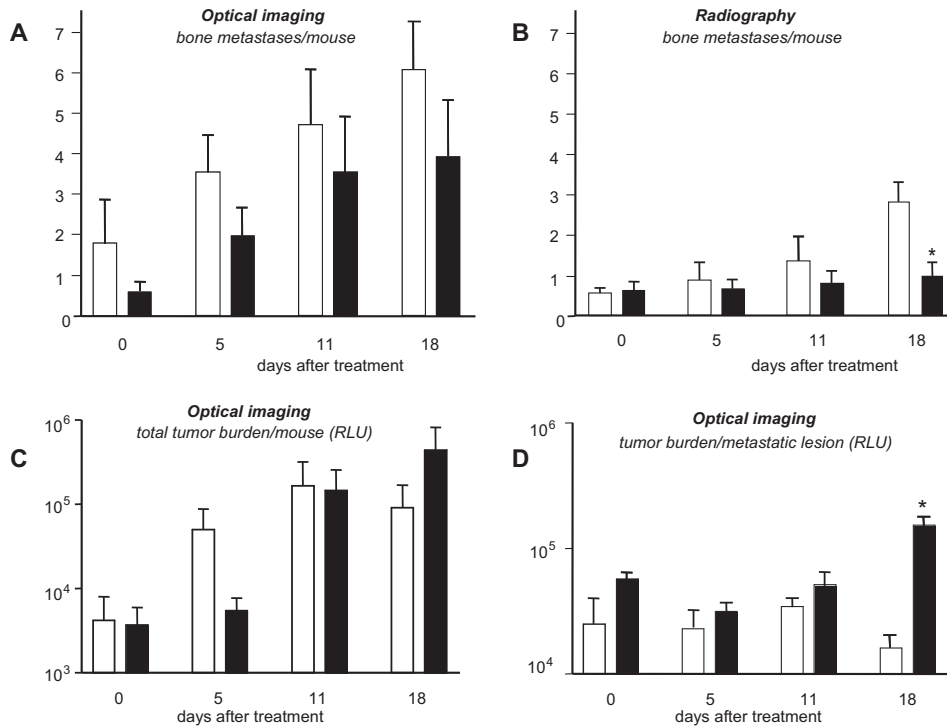 A
Optical imaging
bone metastases/mouse
7
6
5
4
3
2
1
0
0 5 11 18
days after treatment
B
Radiography
bone metastases/mouse
7
6
5
4
3
2
1
0
*
0 5 11 18
days after treatment
C
Optical imaging
total tumor burden/mouse (RLU)
10⁶
10⁵
10⁴
10³
0 5 11 18
days after treatment
D
Optical imaging
tumor burden/metastatic lesion (RLU)
10⁶
*
10⁵
10⁴
0 5 11 18
days after treatment